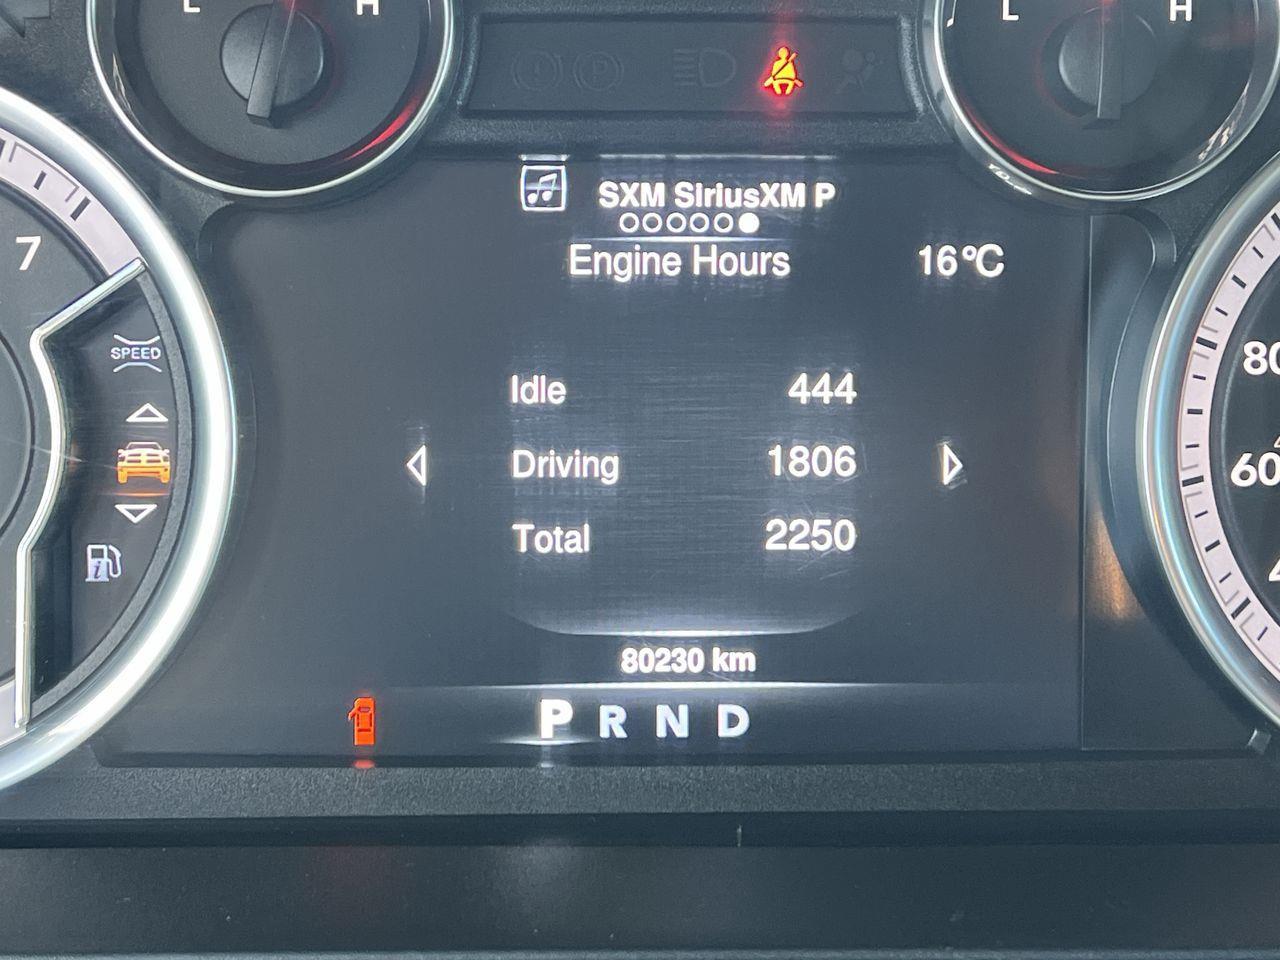 L H
L H
SXM SiriusXM P
Engine Hours 16°C
7
SPEED
80
Idle 444
Driving 1806
60
Total 2250
80230 km
P R N D